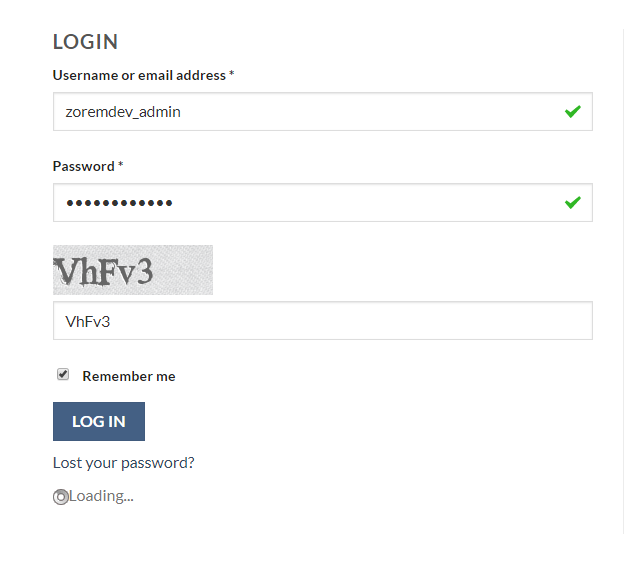 LOGIN
Username or email address *
zoremdev_admin
Password *
••••••••••••
VhFv3
VhFv3
Remember me
LOG IN
Lost your password?
Loading...